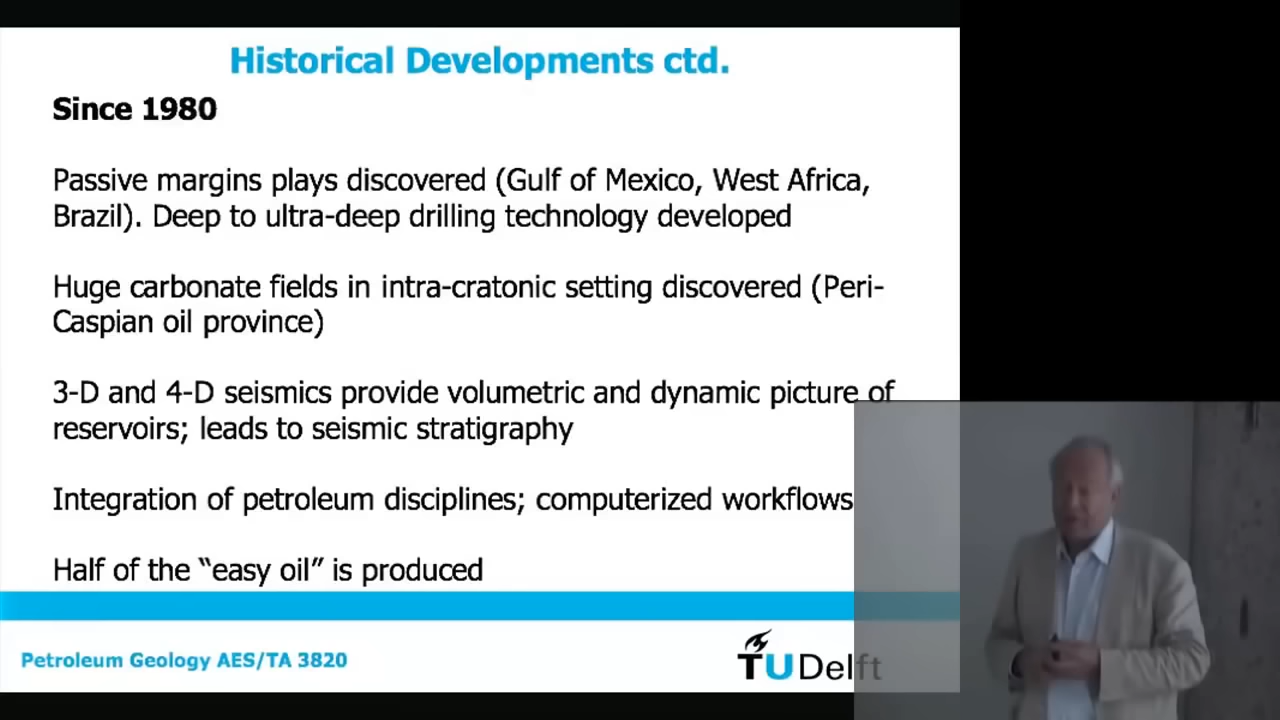 Historical Developments ctd.
Since 1980
Passive margins plays discovered (Gulf of Mexico, West Africa,
Brazil). Deep to ultra-deep drilling technology developed
Huge carbonate fields in intra-cratonic setting discovered (Peri-
Caspian oil province)
3-D and 4-D seismics provide volumetric and dynamic picture of
reservoirs; leads to seismic stratigraphy
Integration of petroleum disciplines; computerized workflows
Half of the “easy oil” is produced
Petroleum Geology AES/TA 3820
TU Delft